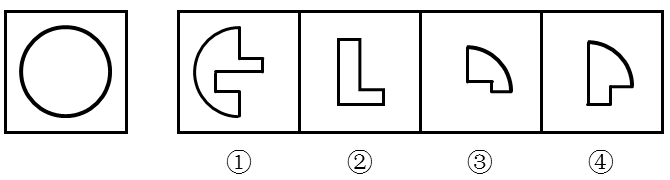 ① ② ③ ④